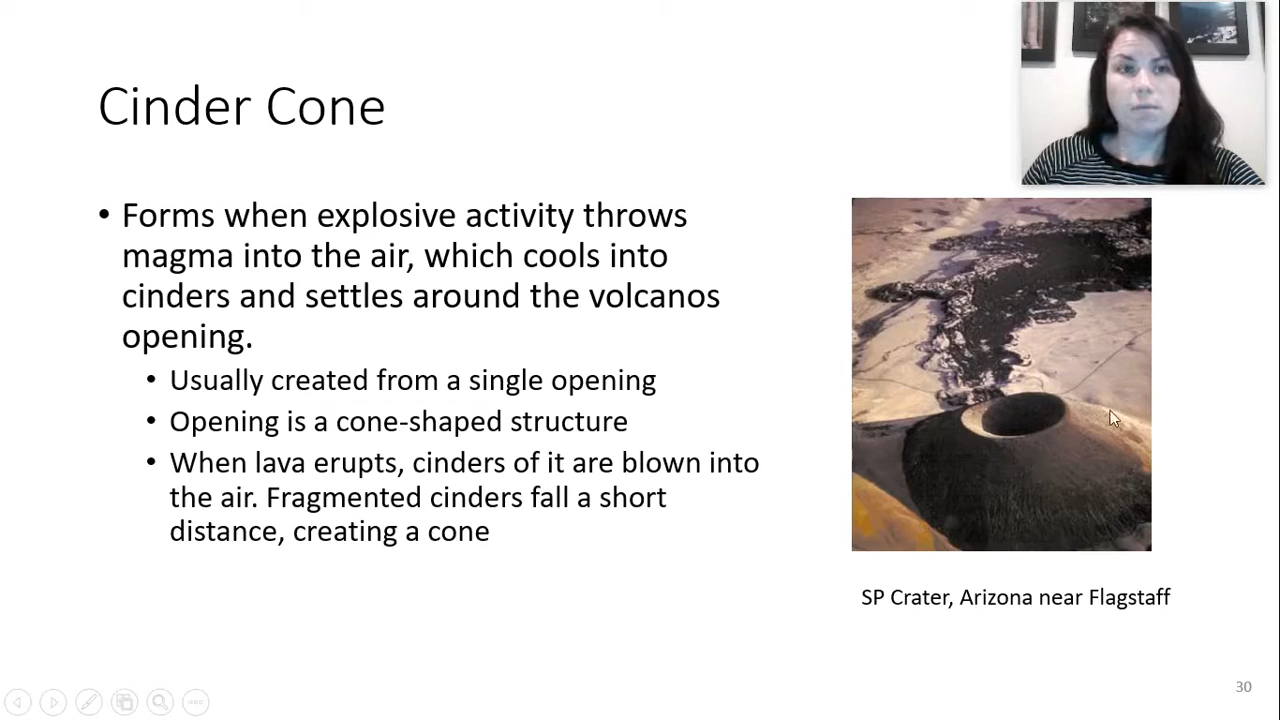 Cinder Cone
• Forms when explosive activity throws
magma into the air, which cools into
cinders and settles around the volcanos
opening.
• Usually created from a single opening
• Opening is a cone-shaped structure
• When lava erupts, cinders of it are blown into
the air. Fragmented cinders fall a short
distance, creating a cone
SP Crater, Arizona near Flagstaff
30